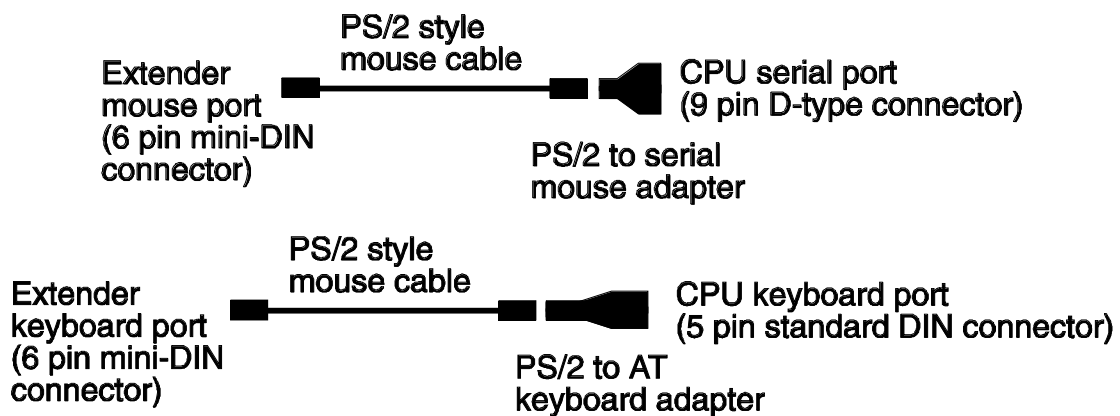 PS/2 style
mouse cable
Extender
mouse port
(6 pin mini-DIN
connector)
CPU serial port
(9 pin D-type connector)
PS/2 to serial
mouse adapter
PS/2 style
mouse cable
Extender
keyboard port
(6 pin mini-DIN
connector)
CPU keyboard port
(5 pin standard DIN connector)
PS/2 to AT
keyboard adapter